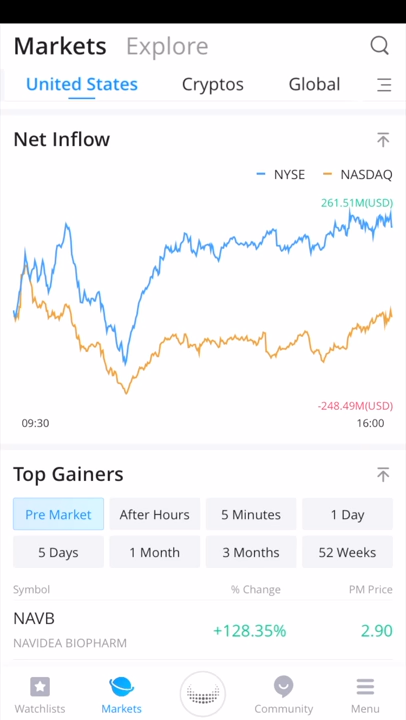 Markets Explore
United States Cryptos Global
Net Inflow
NYSE NASDAQ
261.51M(USD)
-248.49M(USD)
09:30 16:00
Top Gainers
Pre Market After Hours 5 Minutes 1 Day
5 Days 1 Month 3 Months 52 Weeks
Symbol % Change PM Price
NAVB
+128.35% 2.90
NAVIDEA BIOPHARM
Watchlists Markets Community Menu